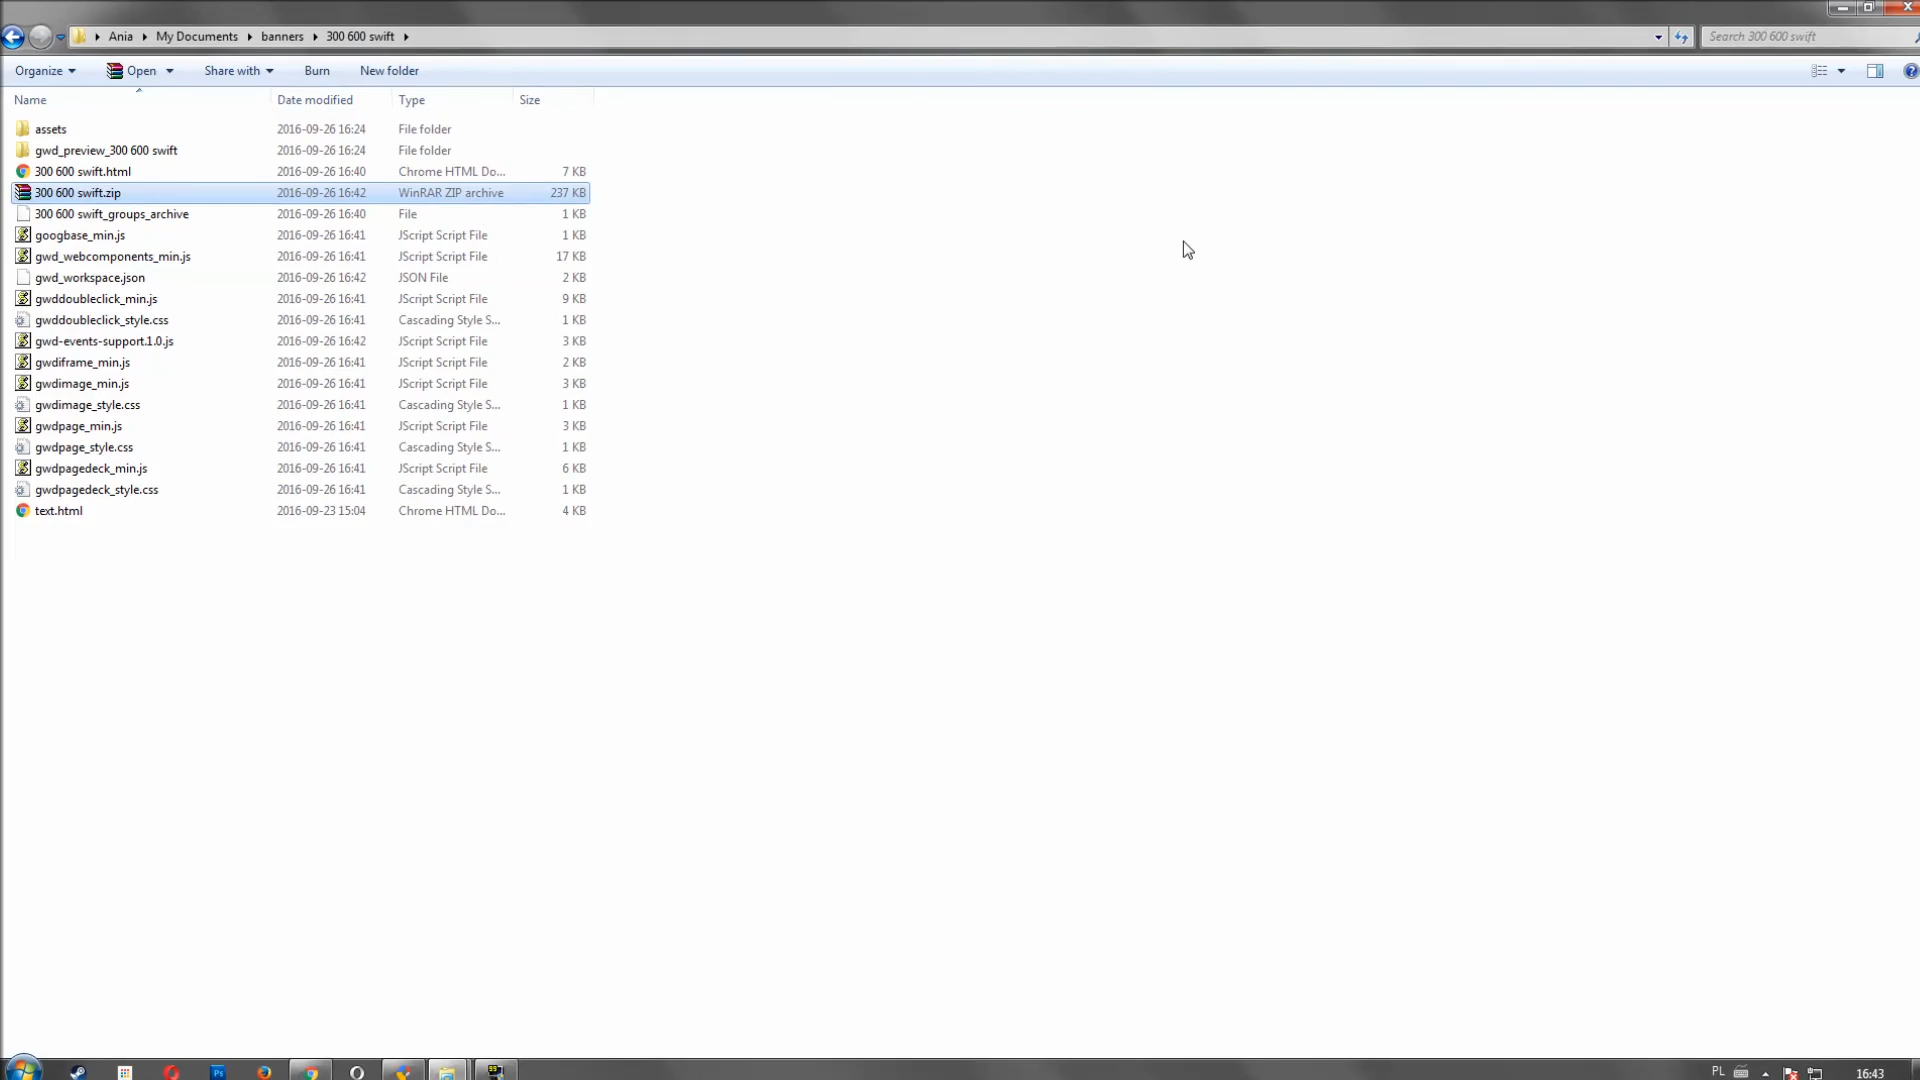 Ania My Documents banners 300 600 swift Search 300 600 swift
Organize Open Share with Burn New folder
Name Date modified Type Size
assets 2016-09-26 16:24 File folder
gwd_preview_300 600 swift 2016-09-26 16:24 File folder
300 600 swift.html 2016-09-26 16:40 Chrome HTML Do... 7 KB
300 600 swift.zip 2016-09-26 16:42 WinRAR ZIP archive 237 KB
300 600 swift_groups_archive 2016-09-26 16:40 File 1 KB
googbase_min.js 2016-09-26 16:41 JScript Script File 1 KB
gwd_webcomponents_min.js 2016-09-26 16:41 JScript Script File 17 KB
gwd_workspace.json 2016-09-26 16:42 JSON File 2 KB
gwddoubleclick_min.js 2016-09-26 16:41 JScript Script File 9 KB
gwddoubleclick_style.css 2016-09-26 16:41 Cascading Style S... 1 KB
gwd-events-support.1.0.js 2016-09-26 16:42 JScript Script File 3 KB
gwdiframe_min.js 2016-09-26 16:41 JScript Script File 2 KB
gwdimage_min.js 2016-09-26 16:41 JScript Script File 3 KB
gwdimage_style.css 2016-09-26 16:41 Cascading Style S... 1 KB
gwdpage_min.js 2016-09-26 16:41 JScript Script File 3 KB
gwdpage_style.css 2016-09-26 16:41 Cascading Style S... 1 KB
gwdpagedeck_min.js 2016-09-26 16:41 JScript Script File 6 KB
gwdpagedeck_style.css 2016-09-26 16:41 Cascading Style S... 1 KB
text.html 2016-09-23 15:04 Chrome HTML Do... 4 KB
Ps PL 16:43